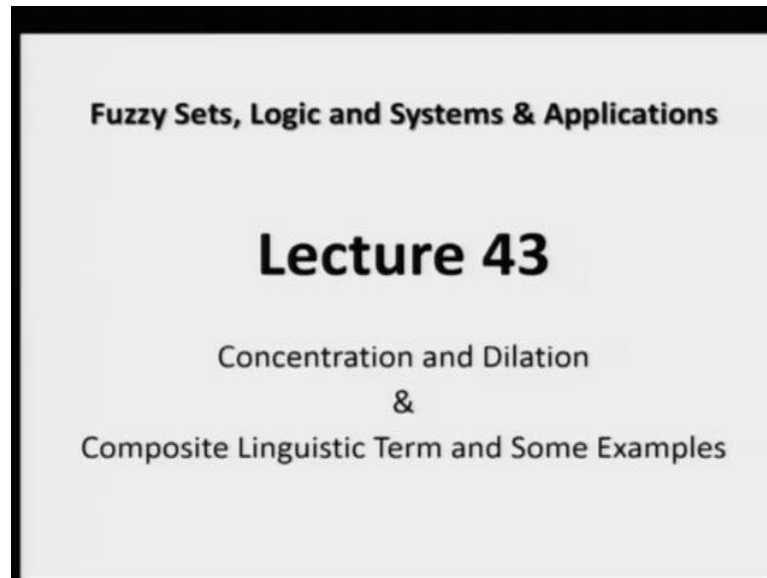 Fuzzy Sets, Logic and Systems & Applications
Lecture 43
Concentration and Dilation
&
Composite Linguistic Term and Some Examples